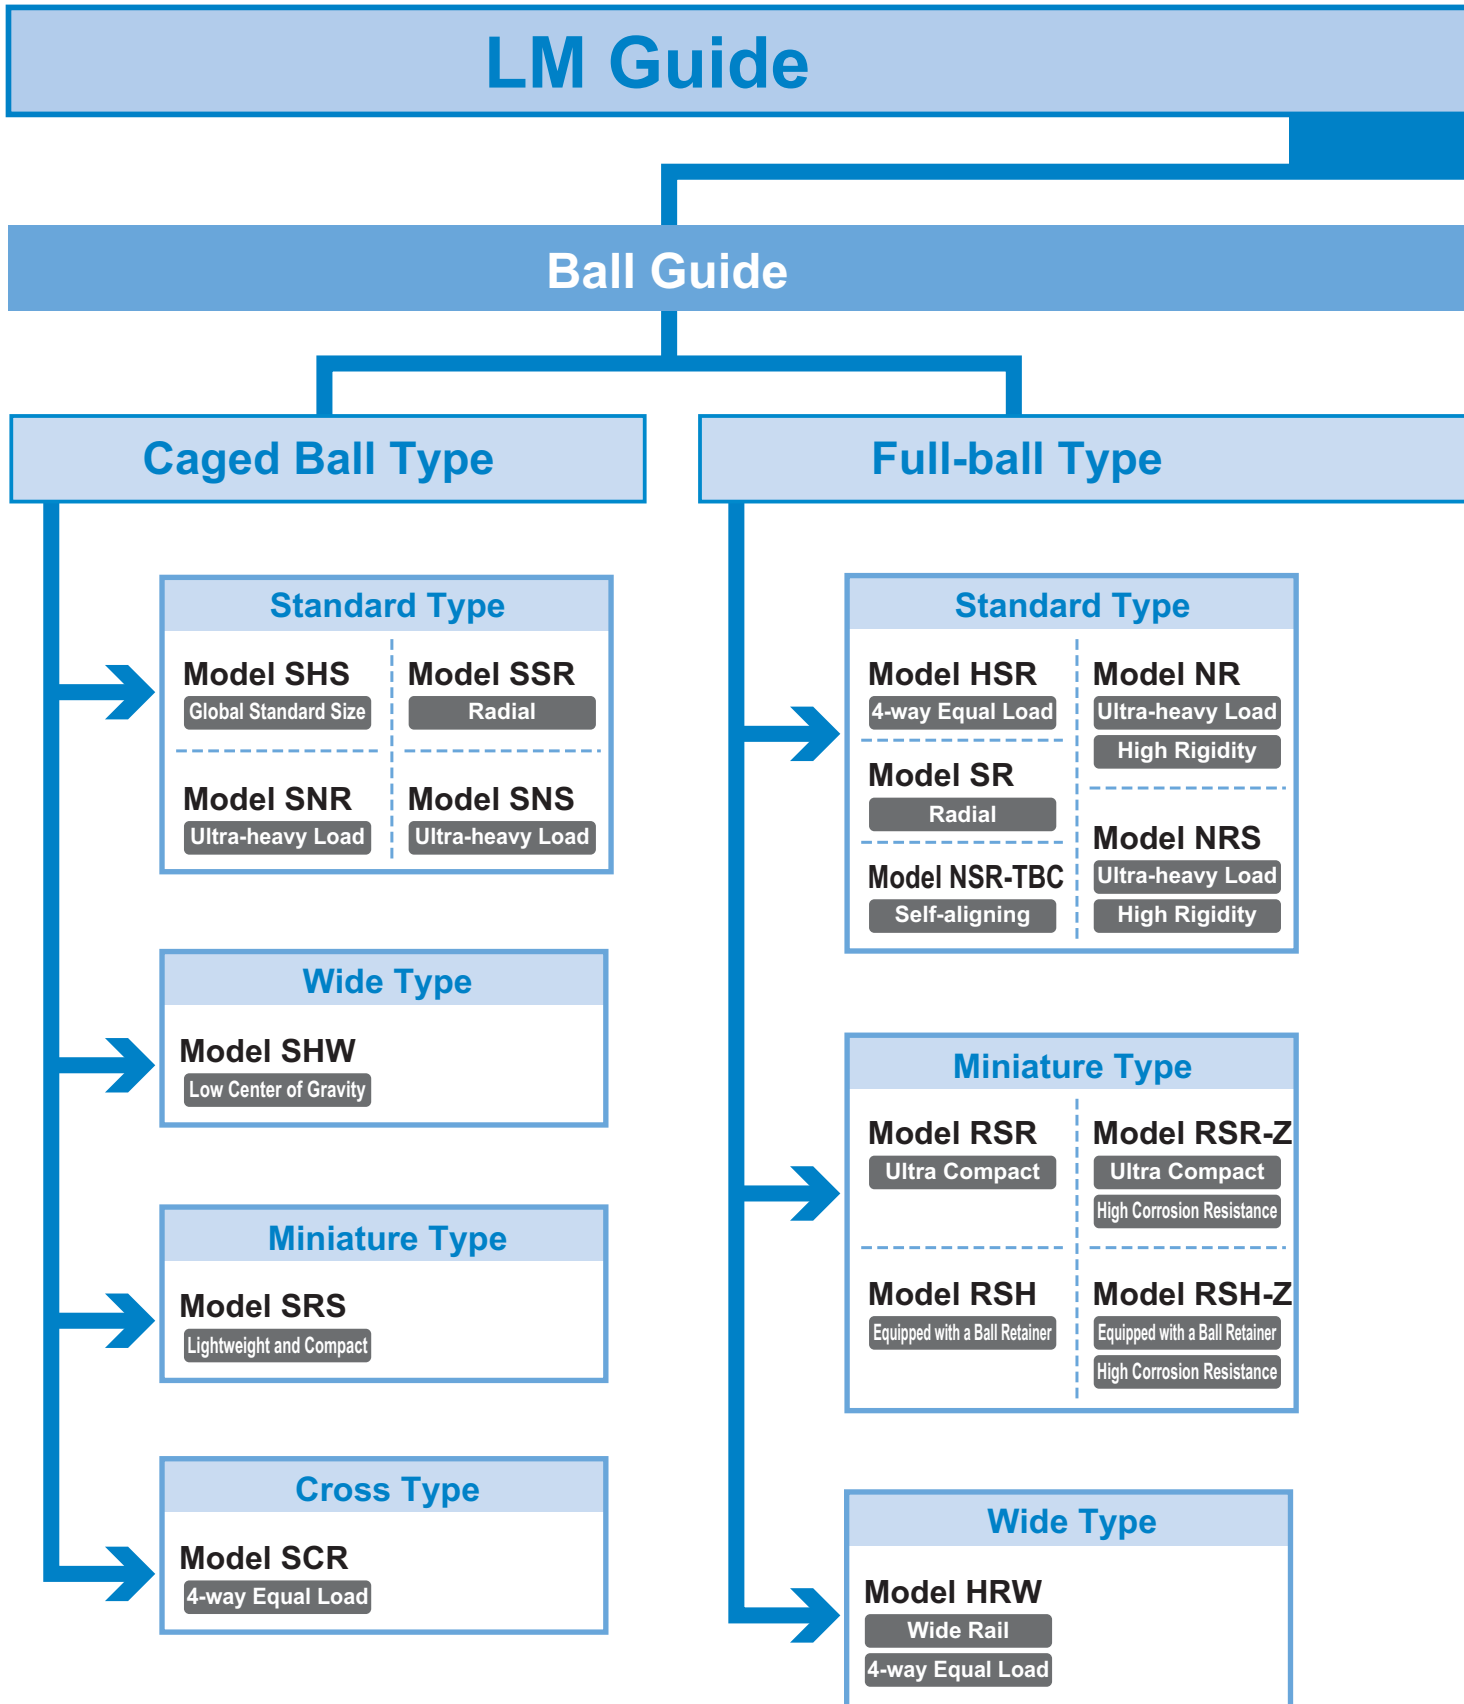 LM Guide
Ball Guide
Caged Ball Type
Standard Type
Model SHS
Global Standard Size
Model SSR
Radial
Model SNR
Ultra-heavy Load
Model SNS
Ultra-heavy Load
Wide Type
Model SHW
Low Center of Gravity
Miniature Type
Model SRS
Lightweight and Compact
Cross Type
Model SCR
4-way Equal Load
Full-ball Type
Standard Type
Model HSR
4-way Equal Load
Model SR
Radial
Model NSR-TBC
Self-aligning
Model NR
Ultra-heavy Load
High Rigidity
Model NRS
Ultra-heavy Load
High Rigidity
Miniature Type
Model RSR
Ultra Compact
Model RSR-Z
Ultra Compact
High Corrosion Resistance
Model RSH
Equipped with a Ball Retainer
Model RSH-Z
Equipped with a Ball Retainer
High Corrosion Resistance
Wide Type
Model HRW
Wide Rail
4-way Equal Load